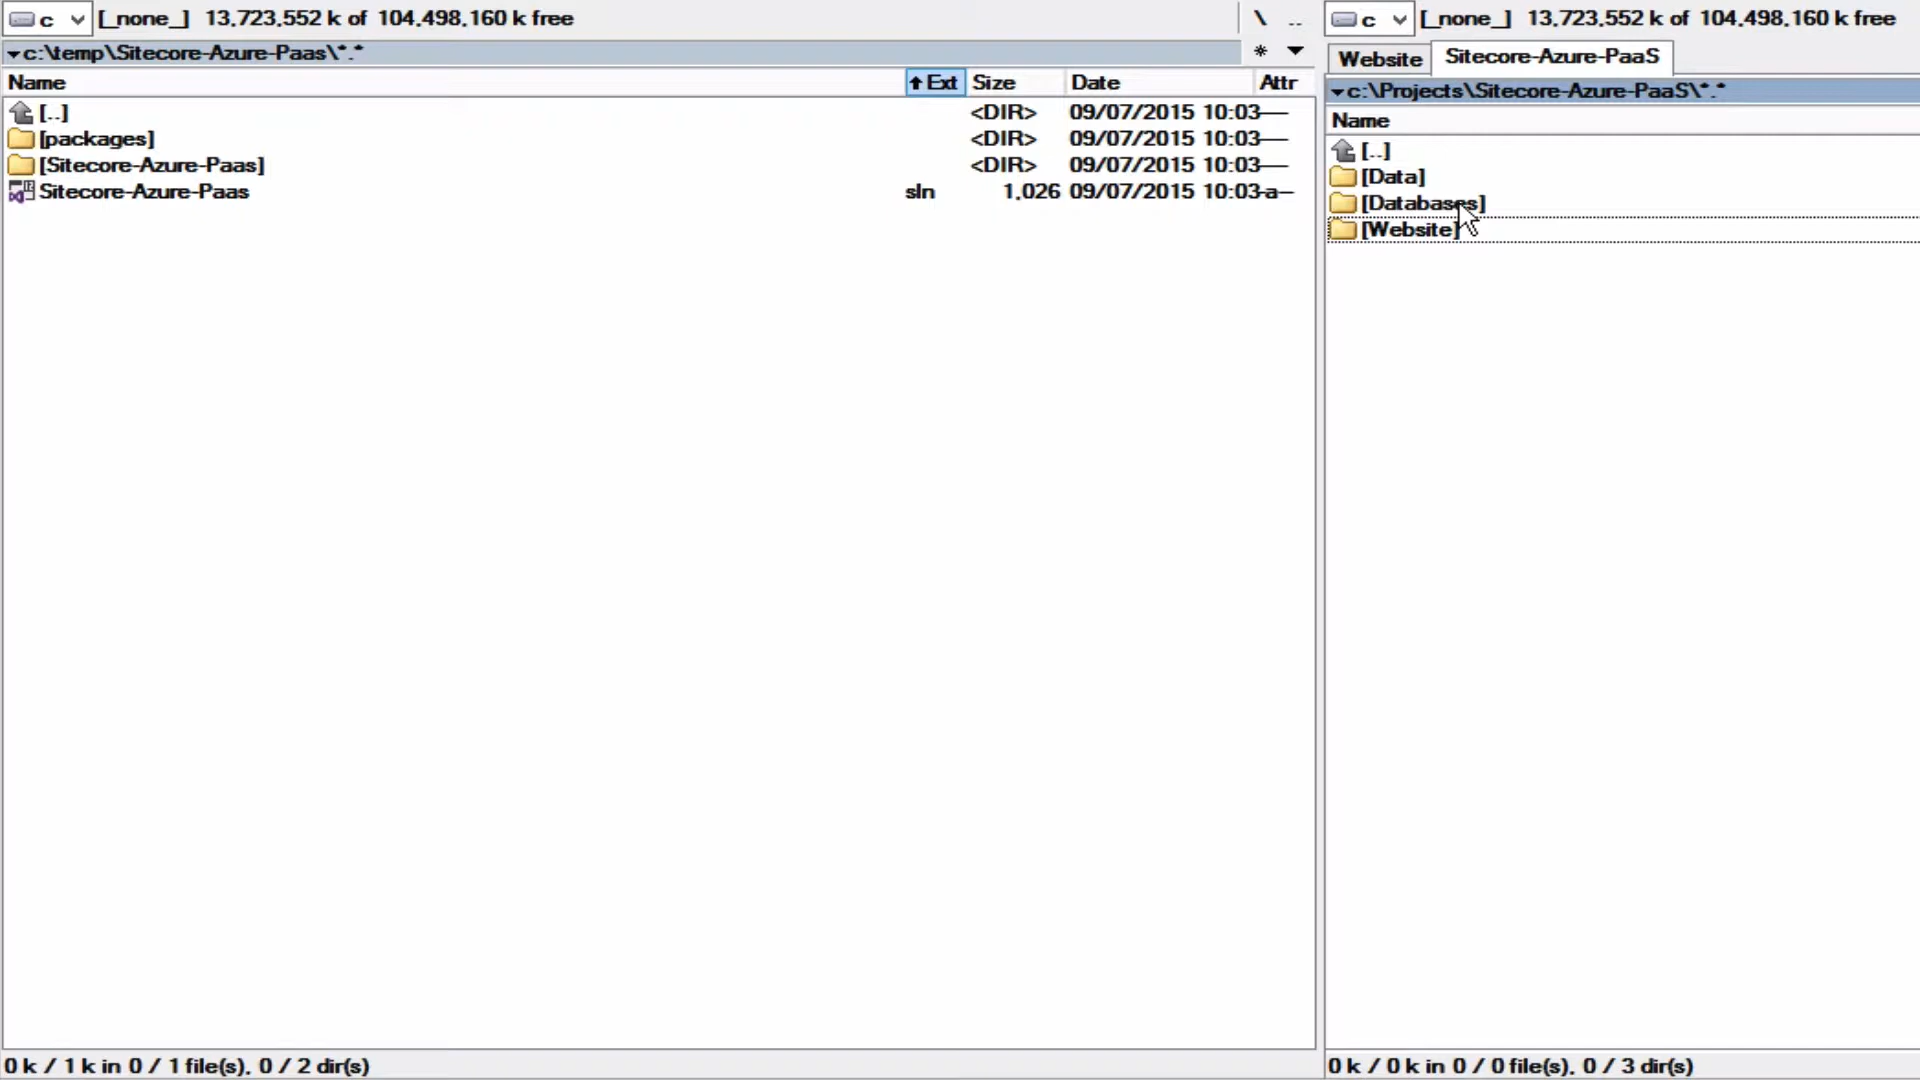 c [_none_] 13,723,552 k of 104,498,160 k free \ ..
c:\temp\Sitecore-Azure-Paas\*.* *
Name Ext Size Date Attr
[..] <DIR> 09/07/2015 10:03—
[packages] <DIR> 09/07/2015 10:03—
[Sitecore-Azure-Paas] <DIR> 09/07/2015 10:03—
Sitecore-Azure-Paas sln 1,026 09/07/2015 10:03-a--
0 k / 1 k in 0 / 1 file(s), 0 / 2 dir(s)
c [_none_] 13,723,552 k of 104,498,160 k free
Website Sitecore-Azure-PaaS
c:\Projects\Sitecore-Azure-PaaS\*.*
Name
[..]
[Data]
[Databases]
[Website]
0 k / 0 k in 0 / 0 file(s), 0 / 3 dir(s)